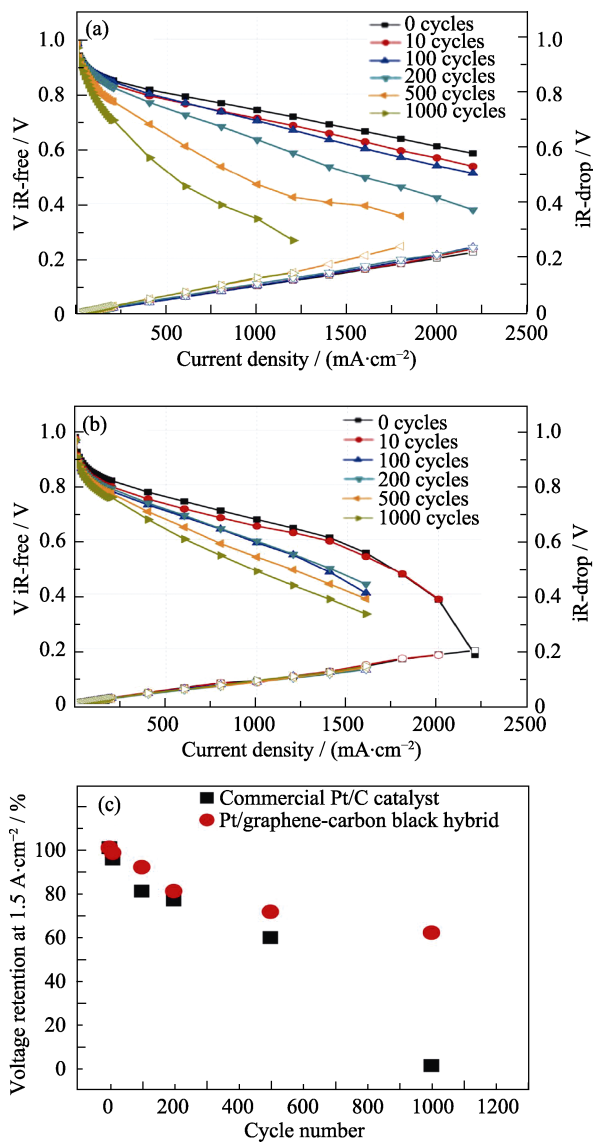 (a)
0 cycles
10 cycles
100 cycles
200 cycles
500 cycles
1000 cycles
1.0
0.8
0.6
0.4
0.2
0
V iR-free / V
1.0
0.8
0.6
0.4
0.2
0
iR-drop / V
500
1000
1500
2000
2500
Current density / (mA·cm−2)
(b)
0 cycles
10 cycles
100 cycles
200 cycles
500 cycles
1000 cycles
1.0
0.8
0.6
0.4
0.2
0
V iR-free / V
1.0
0.8
0.6
0.4
0.2
0
iR-drop / V
500
1000
1500
2000
2500
Current density / (mA·cm−2)
(c)
Commercial Pt/C catalyst
Pt/graphene-carbon black hybrid
100
80
60
40
20
0
Voltage retention at 1.5 A·cm−2 / %
0
200
400
600
800
1000
1200
Cycle number